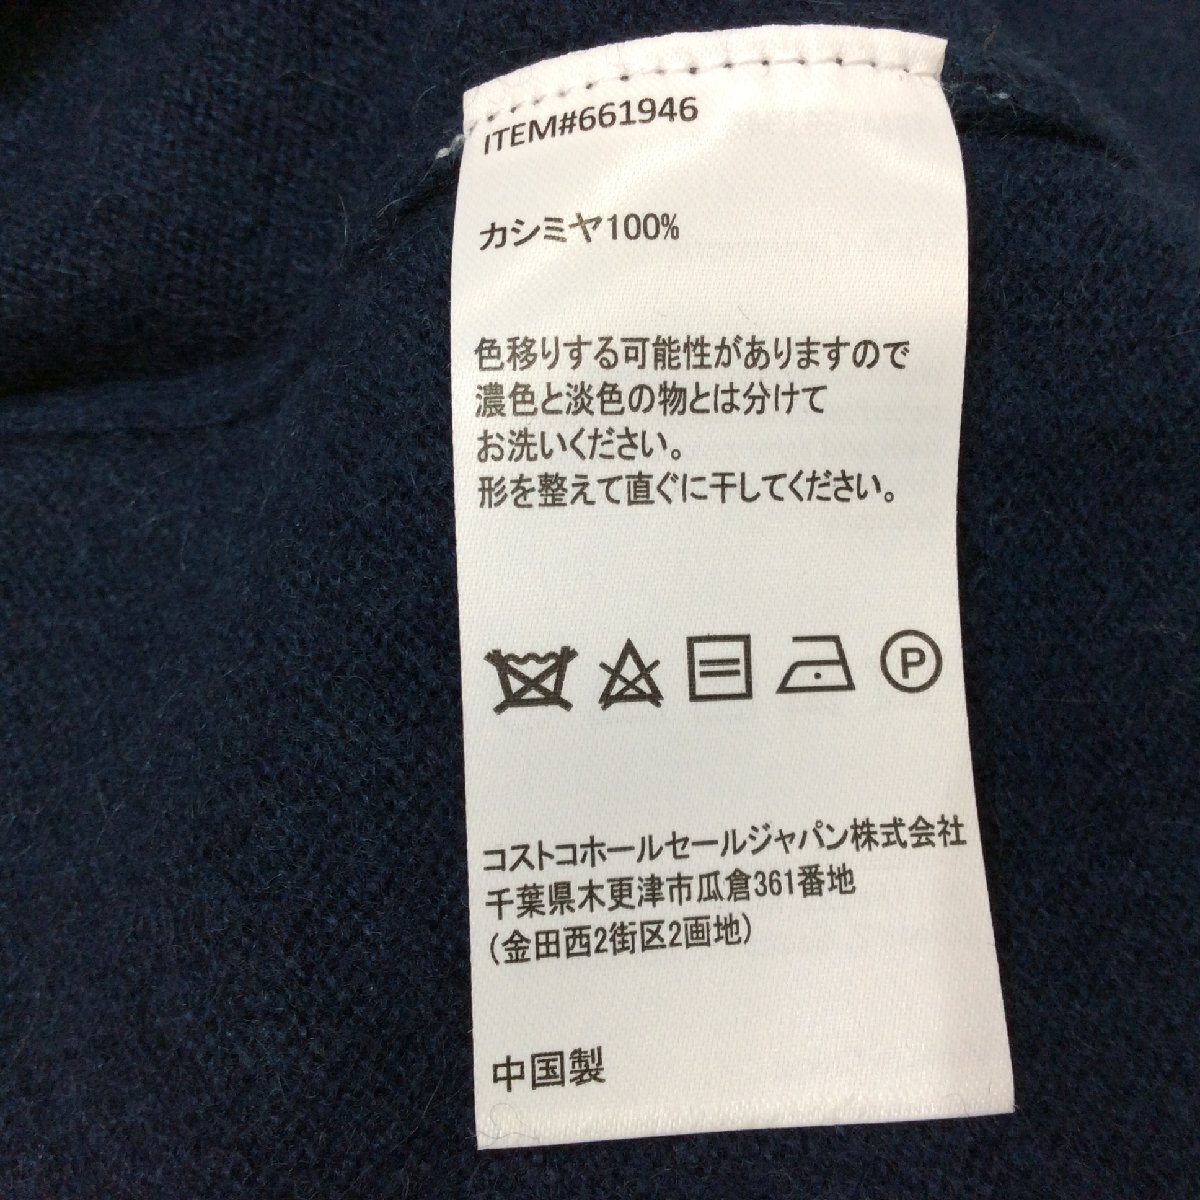 ITEM#661946
カシミヤ100%
色移りする可能性がありますので
濃色と淡色の物とは分けて
お洗いください。
形を整えて直ぐに干してください。
P
コストコホールセールジャパン株式会社
千葉県木更津市瓜倉361番地
(金田西2街区2画地)
中国製